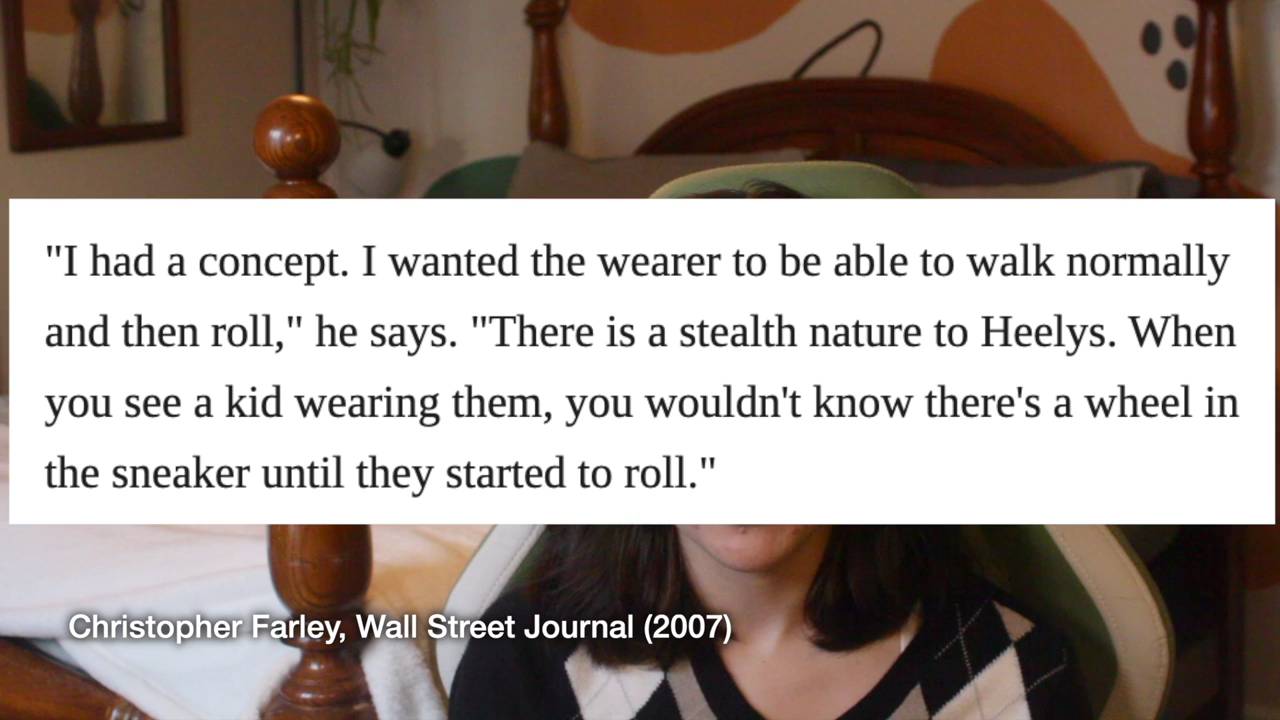 "I had a concept. I wanted the wearer to be able to walk normally
and then roll," he says. "There is a stealth nature to Heelys. When
you see a kid wearing them, you wouldn't know there's a wheel in
the sneaker until they started to roll."
Christopher Farley, Wall Street Journal (2007)